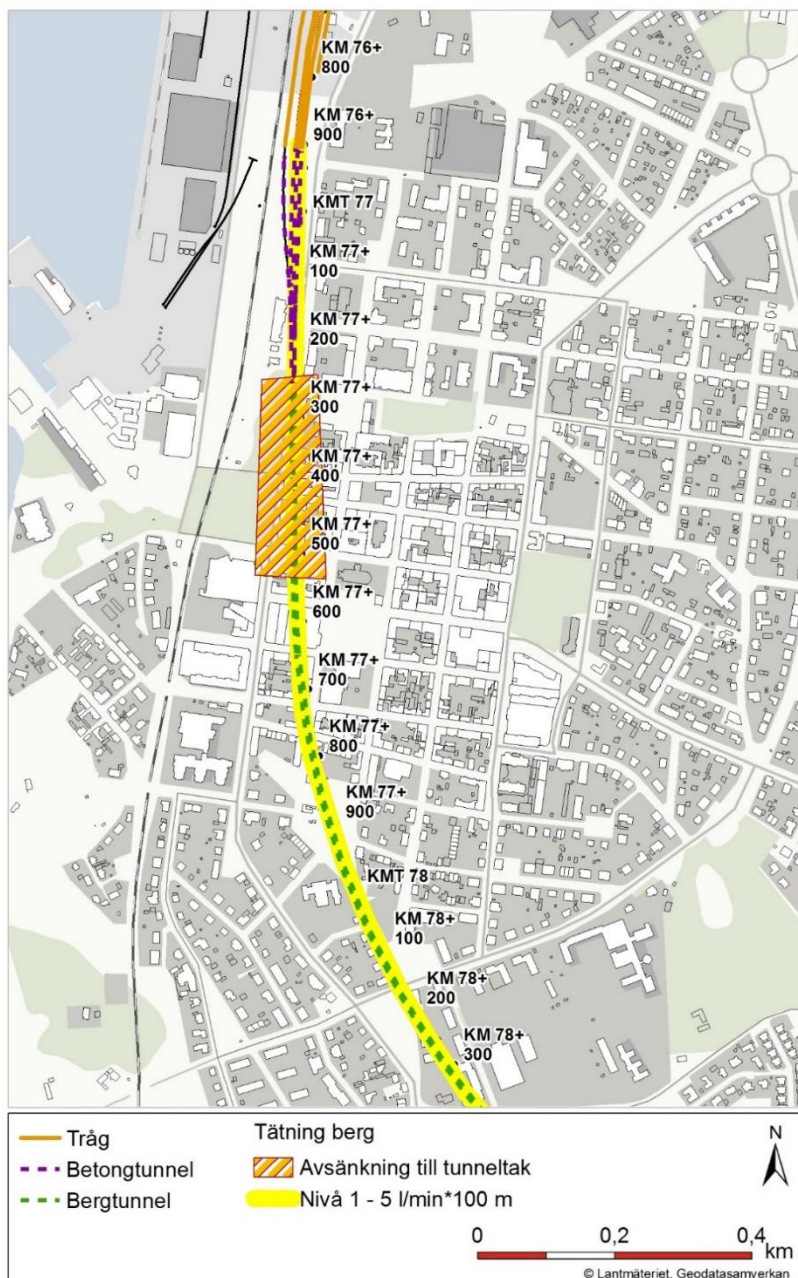 KM 76+
800
KM 76+
900
KMT 77
KM 77+
100
KM 77+
200
KM 77+
300
KM 77+
400
KM 77+
500
KM 77+
600
KM 77+
700
KM 77+
800
KM 77+
900
KMT 78
KM 78+
100
KM 78+
200
KM 78+
300
Tråg
Betongtunnel
Bergtunnel
Tätning berg
Avsänkning till tunneltak
Nivå 1 - 5 l/min*100 m
N
0 0,2 0,4
km
© Lantmäteriet, Geodatasamverkan